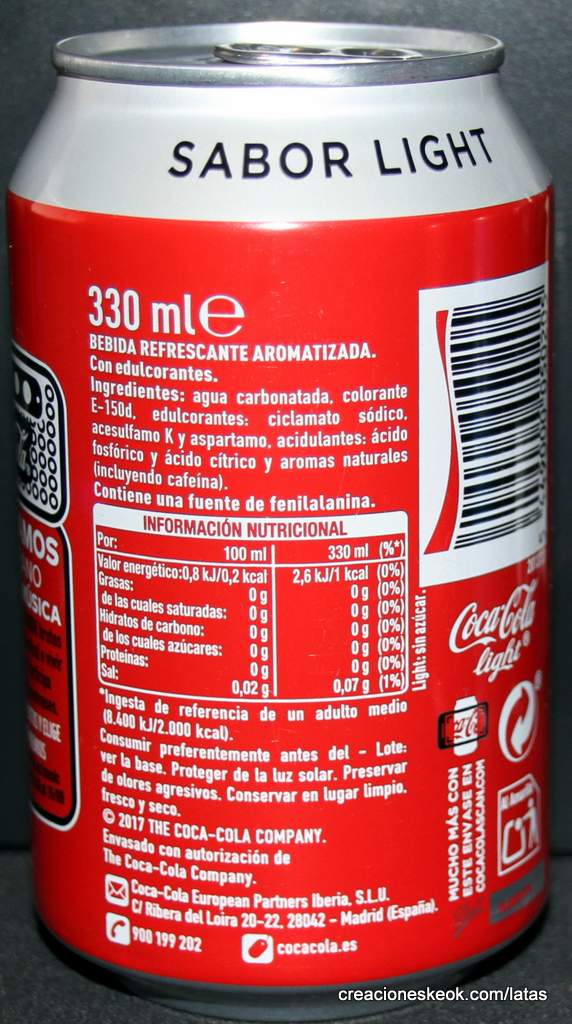 SABOR LIGHT
330 ml e
BEBIDA REFRESCANTE AROMATIZADA.
Con edulcorantes.
Ingredientes: agua carbonatada, colorante
E-150d, edulcorantes: ciclamato sódico,
acesulfamo K y aspartamo, acidulantes: ácido
fosfórico y ácido cítrico y aromas naturales
(incluyendo cafeína).
Contiene una fuente de fenilalanina.
INFORMACIÓN NUTRICIONAL
Por: 100 ml 330 ml (%*)
Valor energético: 0,8 kJ/0,2 kcal 2,6 kJ/1 kcal (0%)
Grasas: 0 g 0 g (0%)
de las cuales saturadas: 0 g 0 g (0%)
Hidratos de carbono: 0 g 0 g (0%)
de los cuales azúcares: 0 g 0 g (0%)
Proteínas: 0 g 0 g (0%)
Sal: 0,02 g 0,07 g (1%)
*Ingesta de referencia de un adulto medio
(8.400 kJ/2.000 kcal).
Consumir preferentemente antes del - Lote:
ver la base. Proteger de la luz solar. Preservar
de olores agresivos. Conservar en lugar limpio,
fresco y seco.
© 2017 THE COCA-COLA COMPANY.
Envasado con autorización de
The Coca-Cola Company.
Coca-Cola European Partners Iberia, S.L.U.
C/ Ribera del Loira 20-22, 28042 - Madrid (España).
900 199 202
cocacola.es
Light: sin azúcar.
Coca-Cola
light
MUCHO MÁS CON
ESTE ENVASE EN
COCACOLASCAN.COM
MOS
NO
MÚSICA
Y ELIGE
creacioneskeok.com/latas